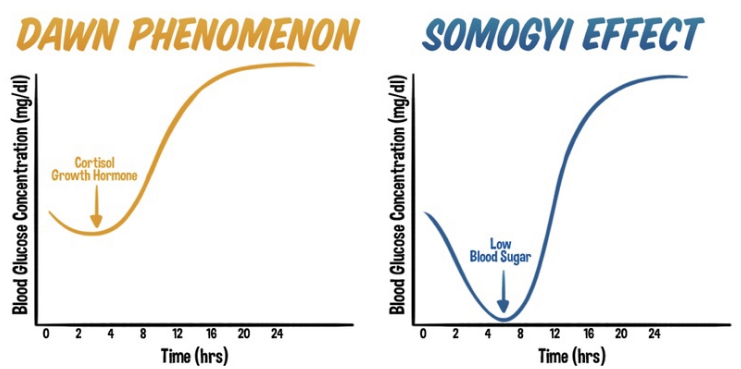 DAWN PHENOMENON
Blood Glucose Concentration (mg/dl)
Cortisol
Growth Hormone
0 2 4 8 12 16 20 24
Time (hrs)
SOMOGYI EFFECT
Blood Glucose Concentration (mg/dl)
Low
Blood Sugar
0 2 4 8 12 16 20 24
Time (hrs)